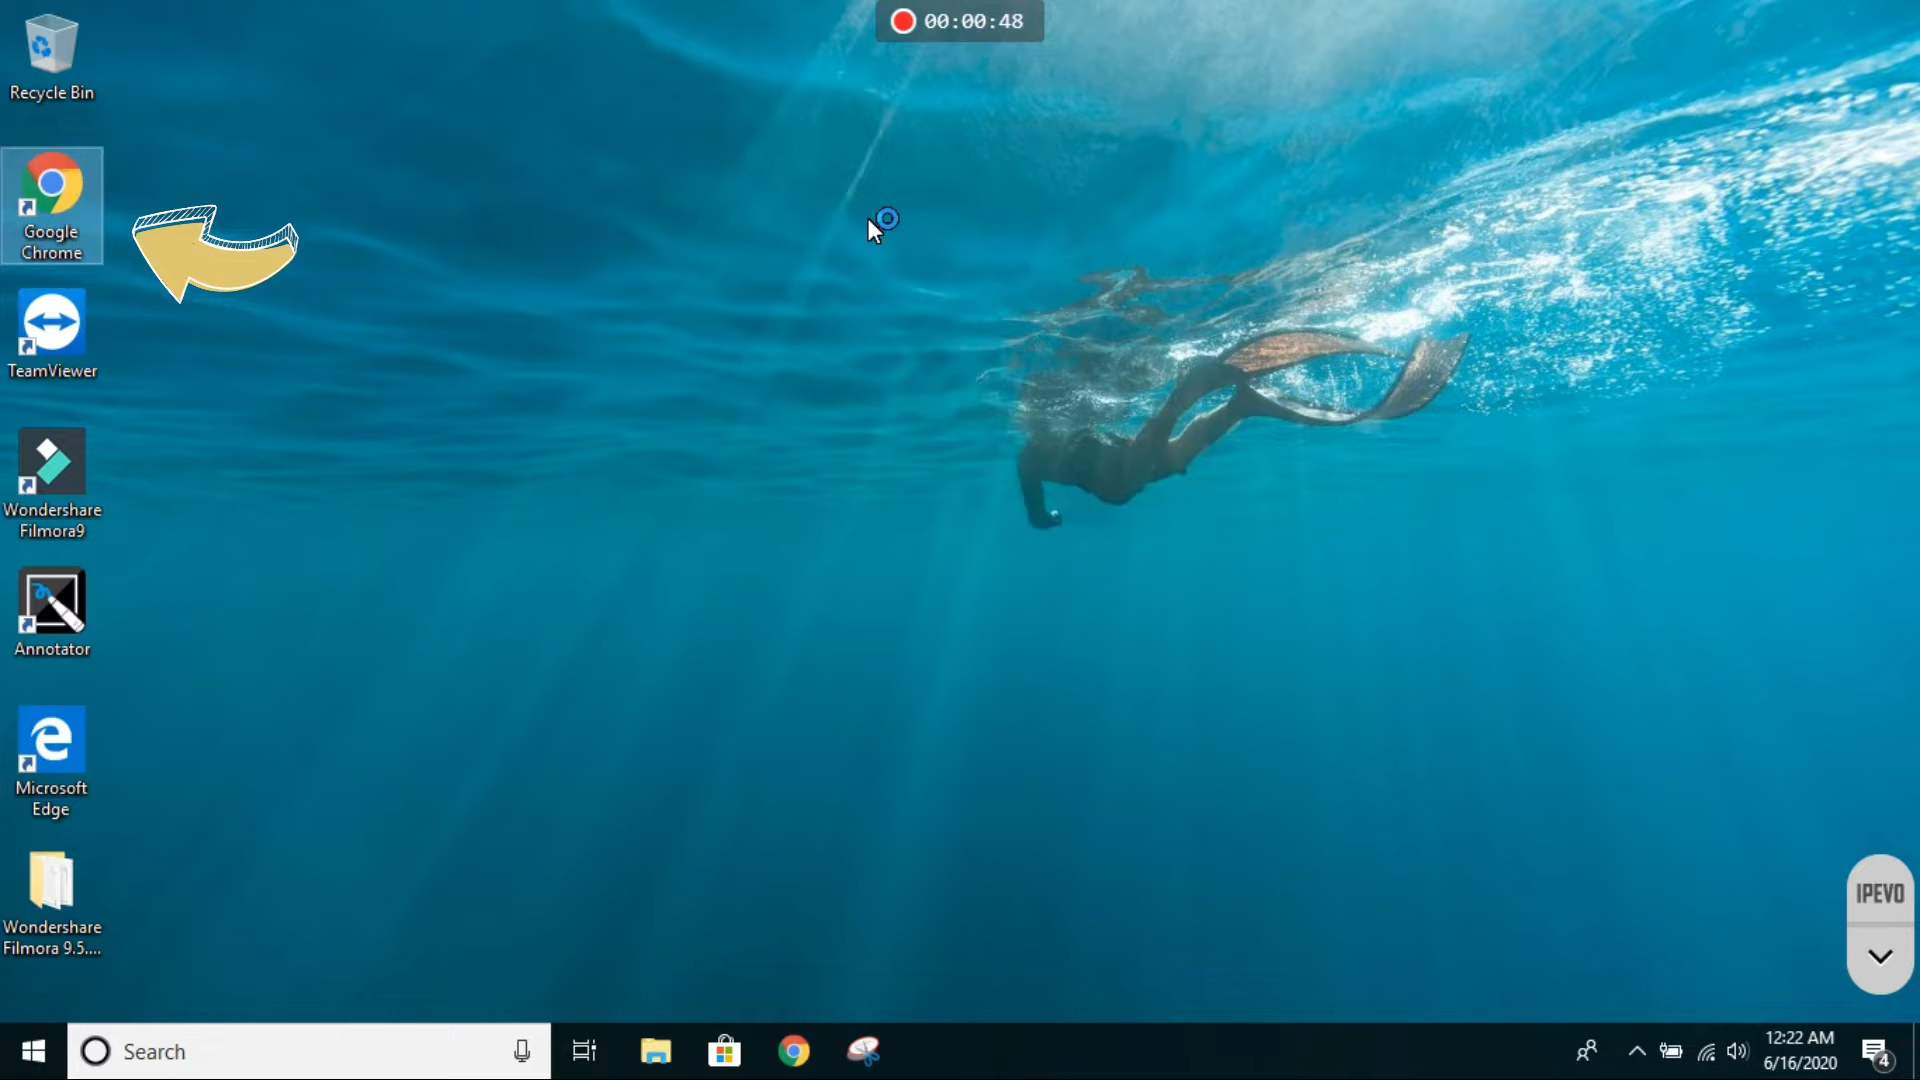 00:00:48
Recycle Bin
Google
Chrome
TeamViewer
Wondershare
Filmora9
Annotator
Microsoft
Edge
Wondershare
Filmora 9.5....
IPEVO
Search
12:22 AM
6/16/2020
4